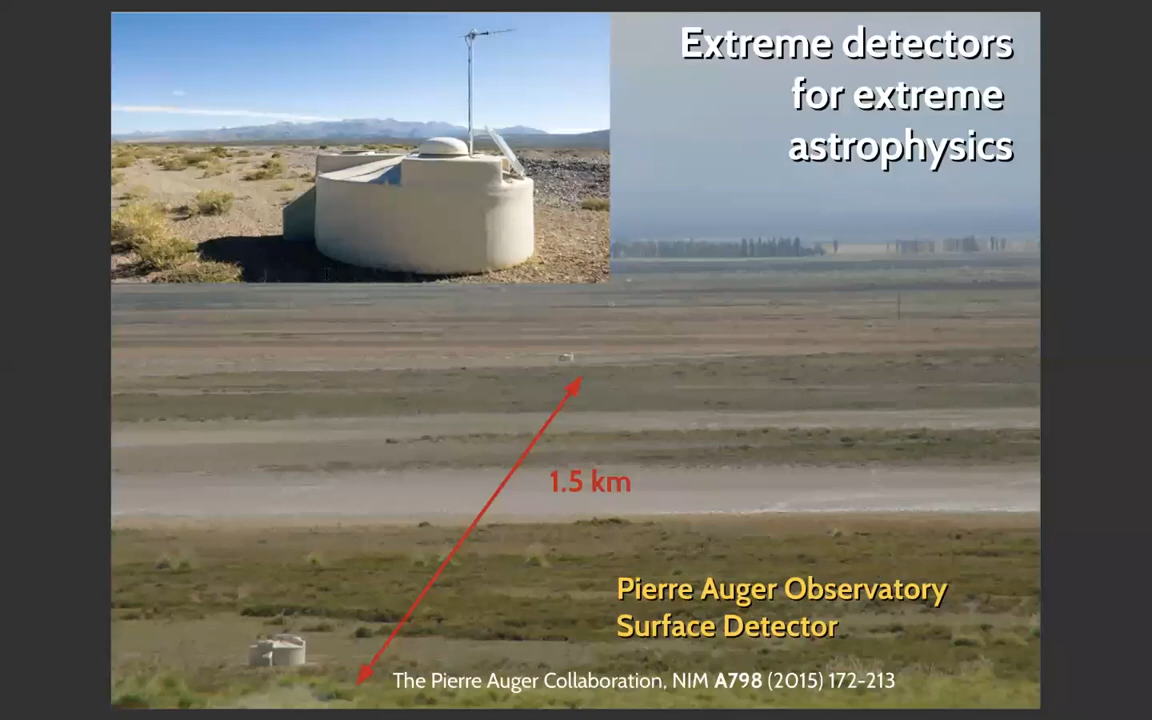 Extreme detectors
for extreme
astrophysics
1.5 km
Pierre Auger Observatory
Surface Detector
The Pierre Auger Collaboration, NIM A798 (2015) 172-213